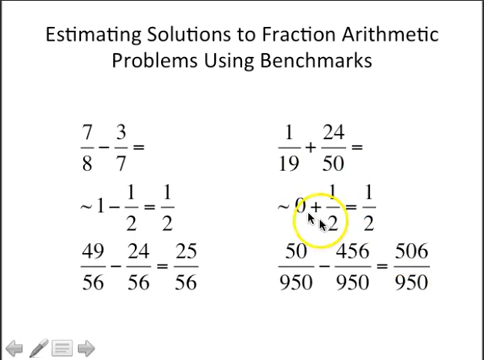 Estimating Solutions to Fraction Arithmetic
Problems Using Benchmarks
7/8 − 3/7 =
~ 1 − 1/2 = 1/2
49/56 − 24/56 = 25/56
1/19 + 24/50 =
~ 0 + 1/2 = 1/2
50/950 − 456/950 = 506/950